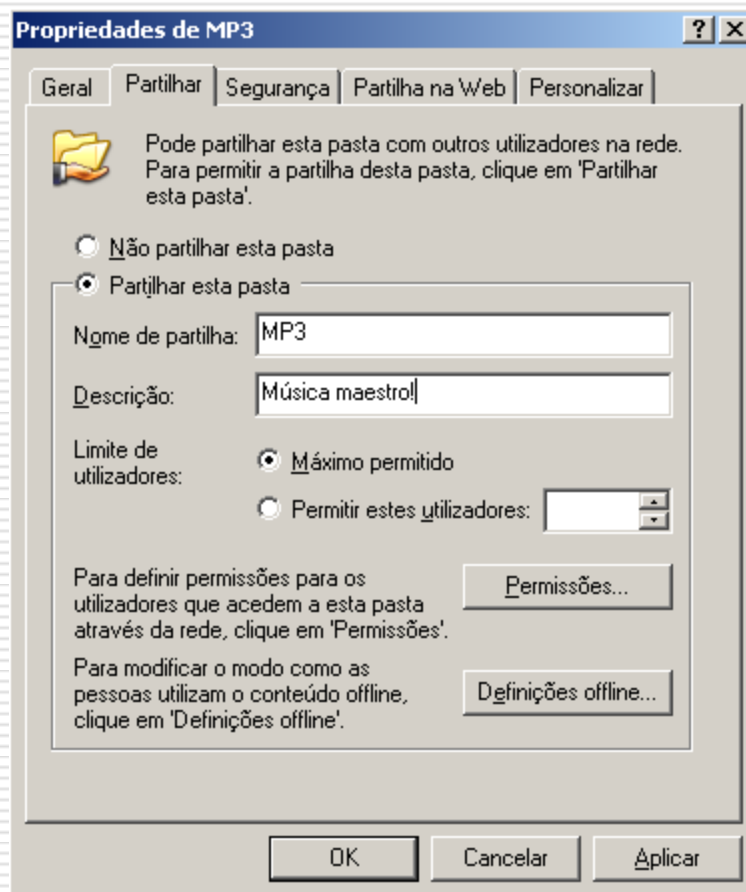 Propriedades de MP3
Geral Partilhar Segurança Partilha na Web Personalizar
Pode partilhar esta pasta com outros utilizadores na rede.
Para permitir a partilha desta pasta, clique em 'Partilhar
esta pasta'.
Não partilhar esta pasta
Partilhar esta pasta
Nome de partilha: MP3
Descrição: Música maestro!
Limite de
utilizadores:
Máximo permitido
Permitir estes utilizadores:
Para definir permissões para os
utilizadores que acedem a esta pasta
através da rede, clique em 'Permissões'.
Permissões...
Para modificar o modo como as
pessoas utilizam o conteúdo offline,
clique em 'Definições offline'.
Definições offline...
OK Cancelar Aplicar